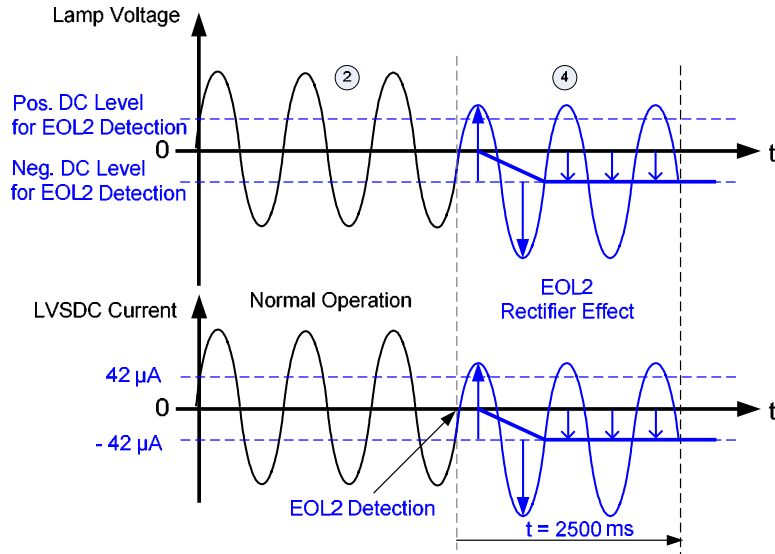 Lamp Voltage
2
4
Pos. DC Level
for EOL2 Detection
0
t
Neg. DC Level
for EOL2 Detection
LVSDC Current
Normal Operation
EOL2
Rectifier Effect
42 µA
0
t
- 42 µA
EOL2 Detection
t = 2500 ms